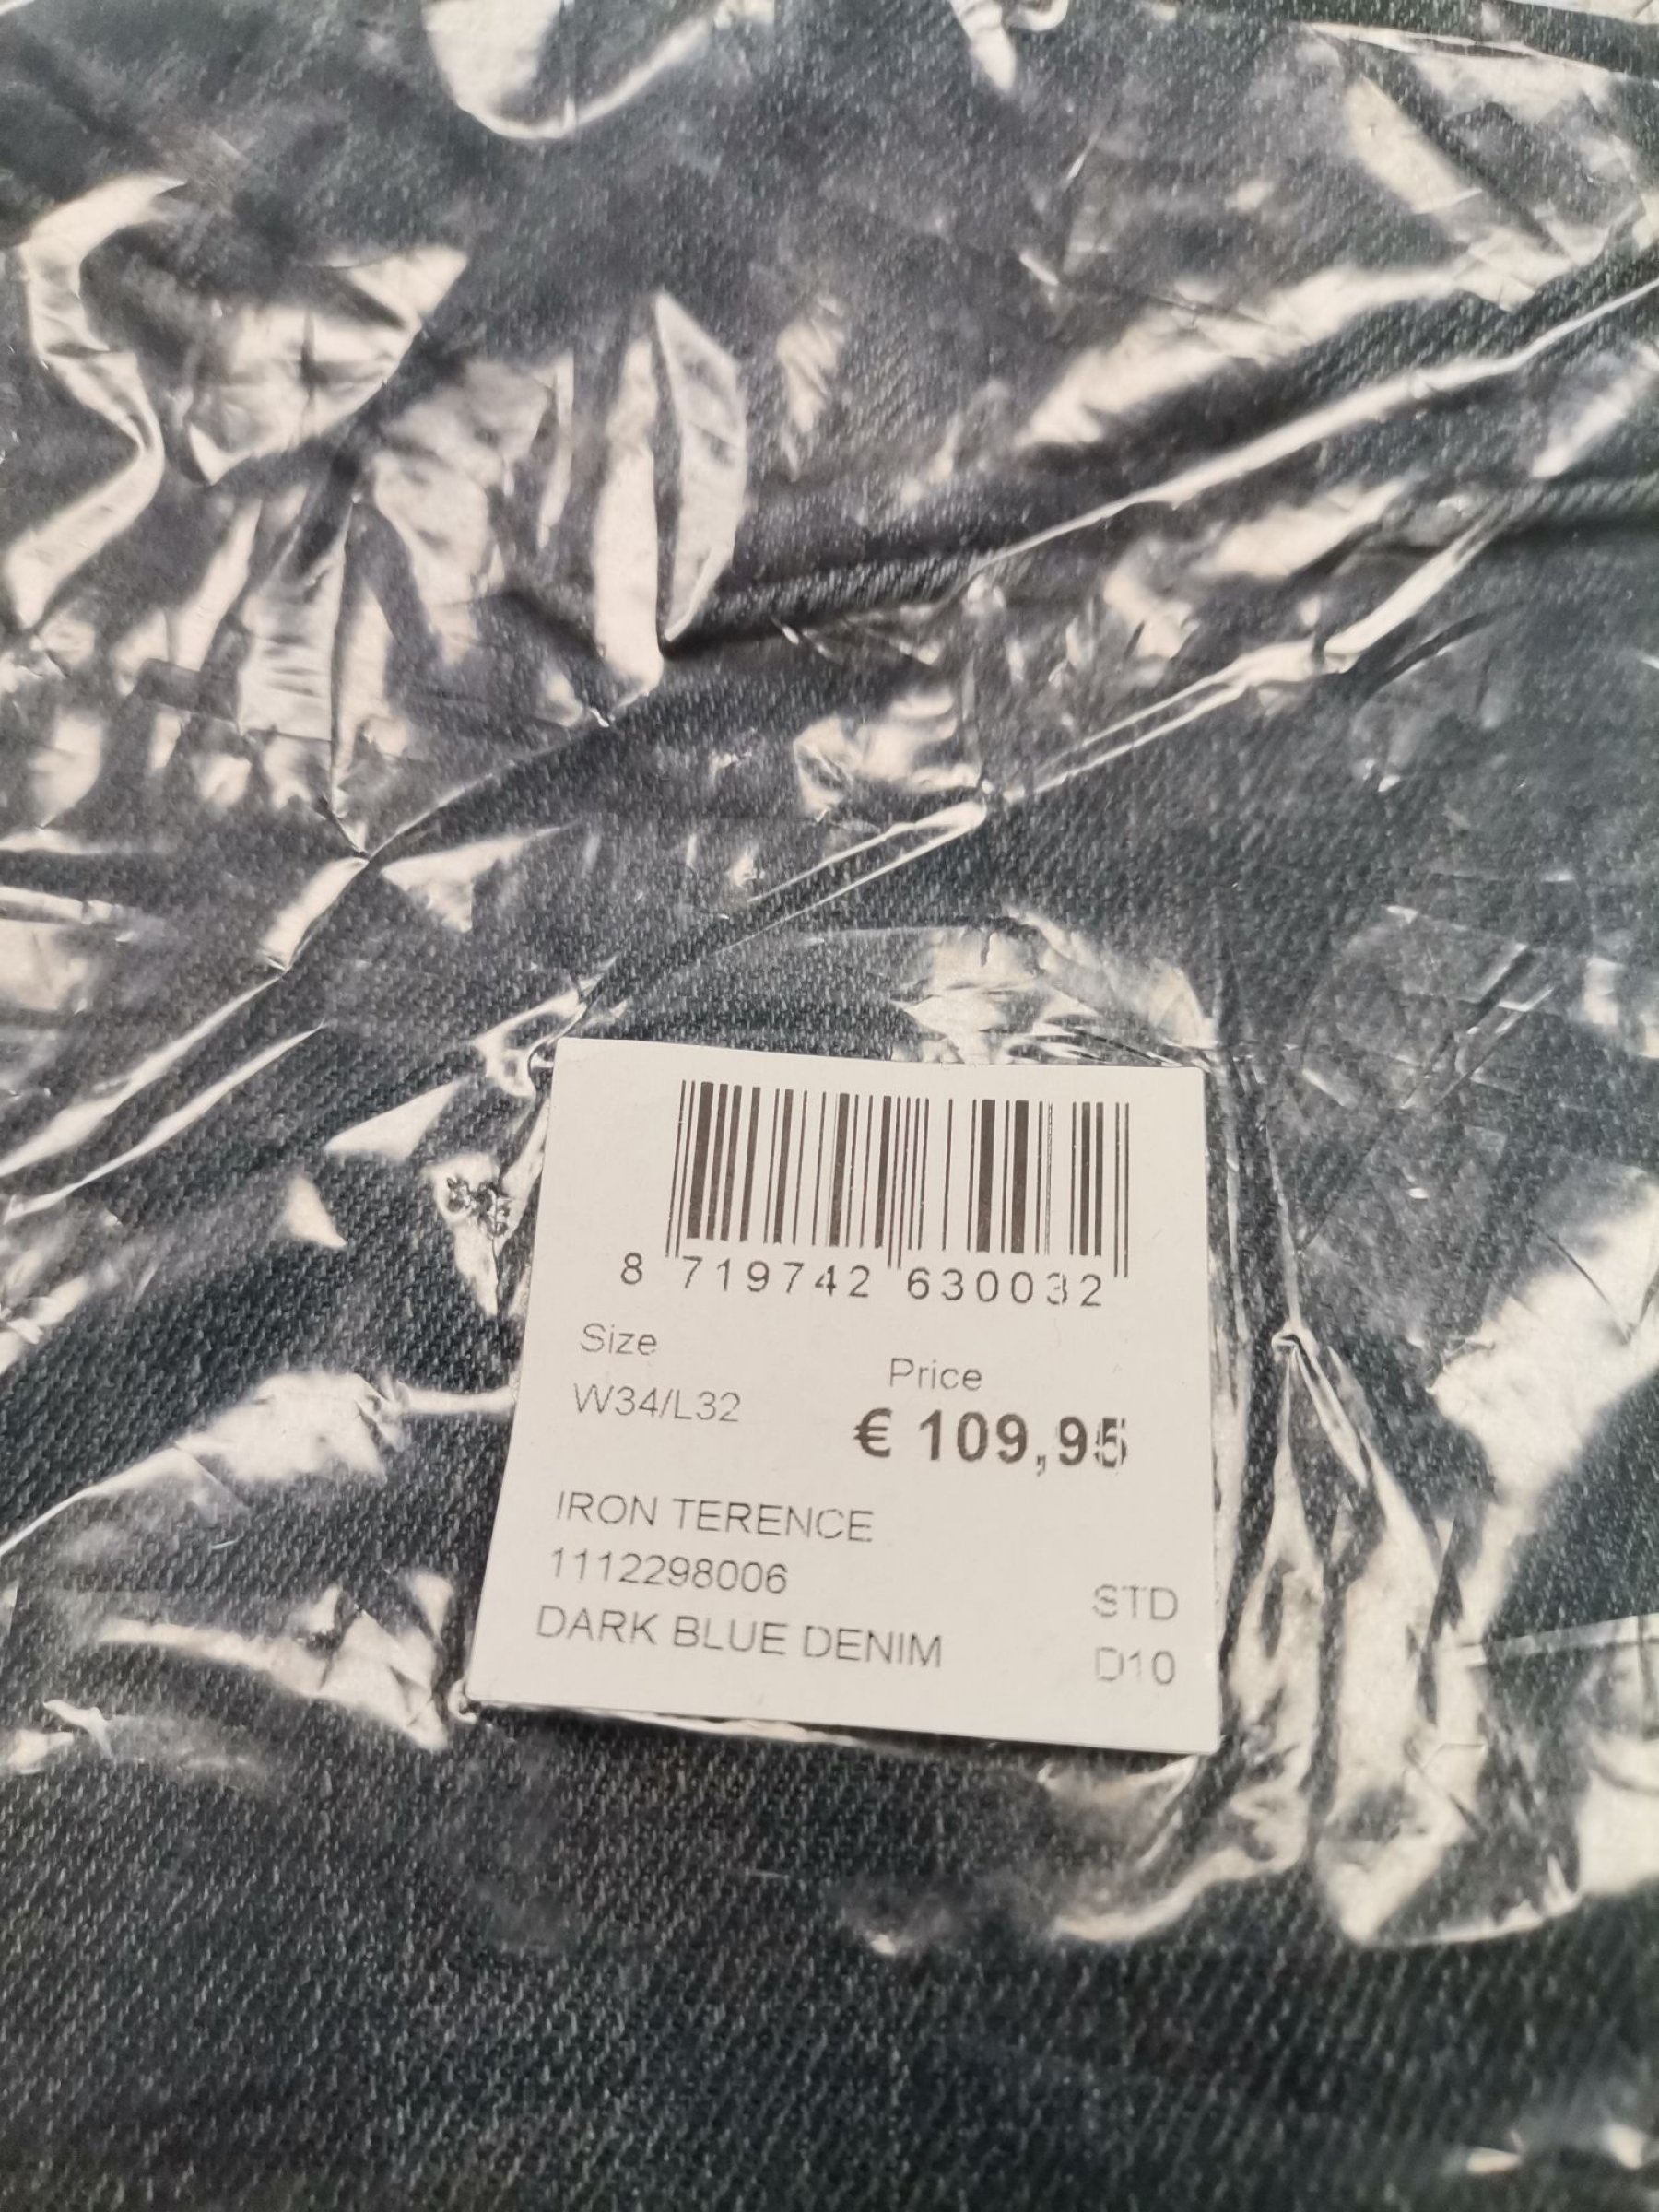 8 719742 630032
Size
Price
W34/L32
€ 109,95
IRON TERENCE
1112298006
STD
DARK BLUE DENIM
D10